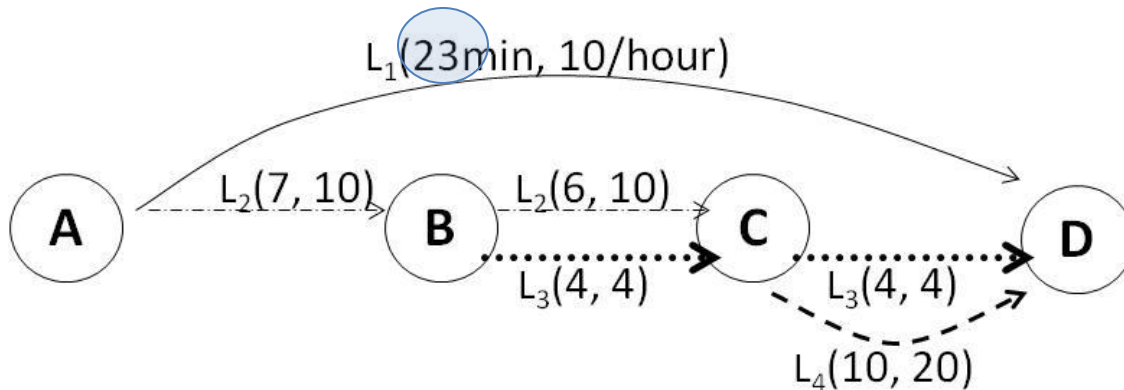 L₁(23min, 10/hour)
L₂(7, 10)
L₂(6, 10)
A
B
C
D
L₃(4, 4)
L₃(4, 4)
L₄(10, 20)